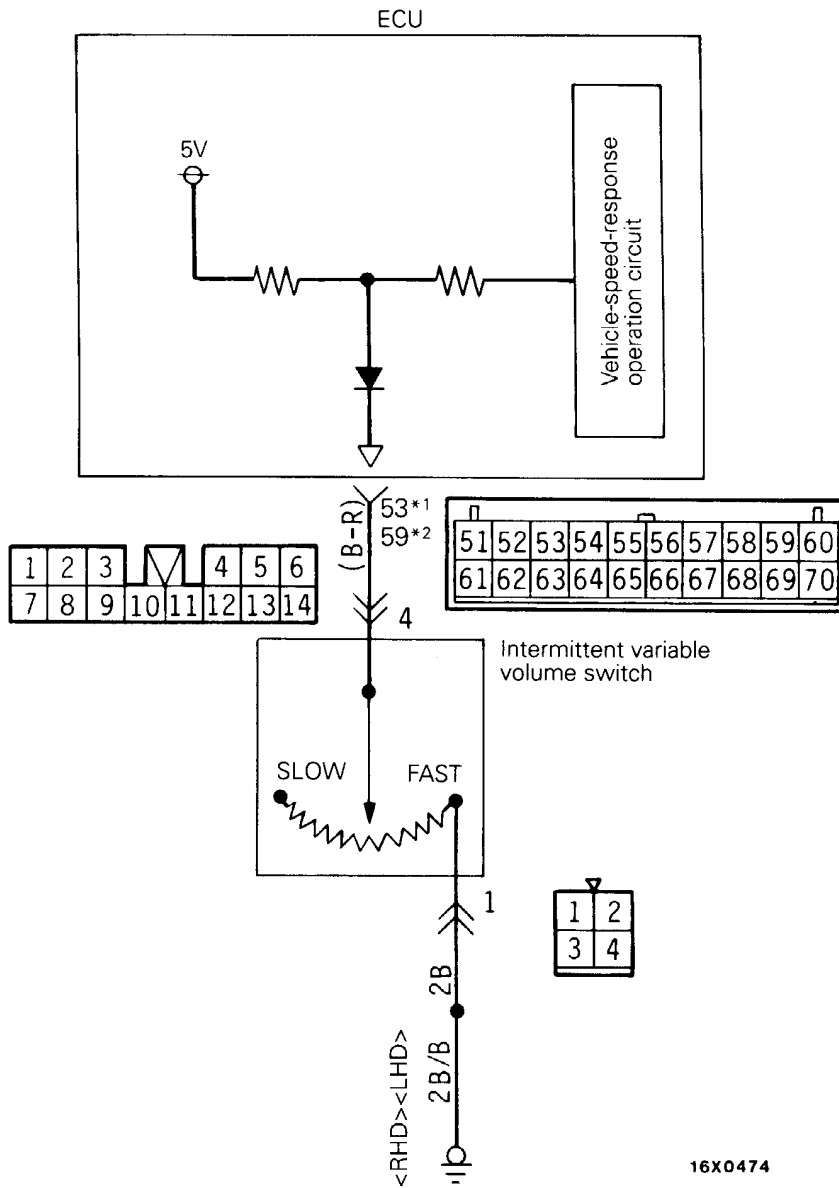 ECU
5V
Vehicle-speed-response
operation circuit
(B-R)
53*1
59*2
51 52 53 54 55 56 57 58 59 60
61 62 63 64 65 66 67 68 69 70
1 2 3 4 5 6
7 8 9 10 11 12 13 14
4
Intermittent variable
volume switch
SLOW
FAST
1
1 2
3 4
2B
2B/B
<RHD><LHD>
16X0474